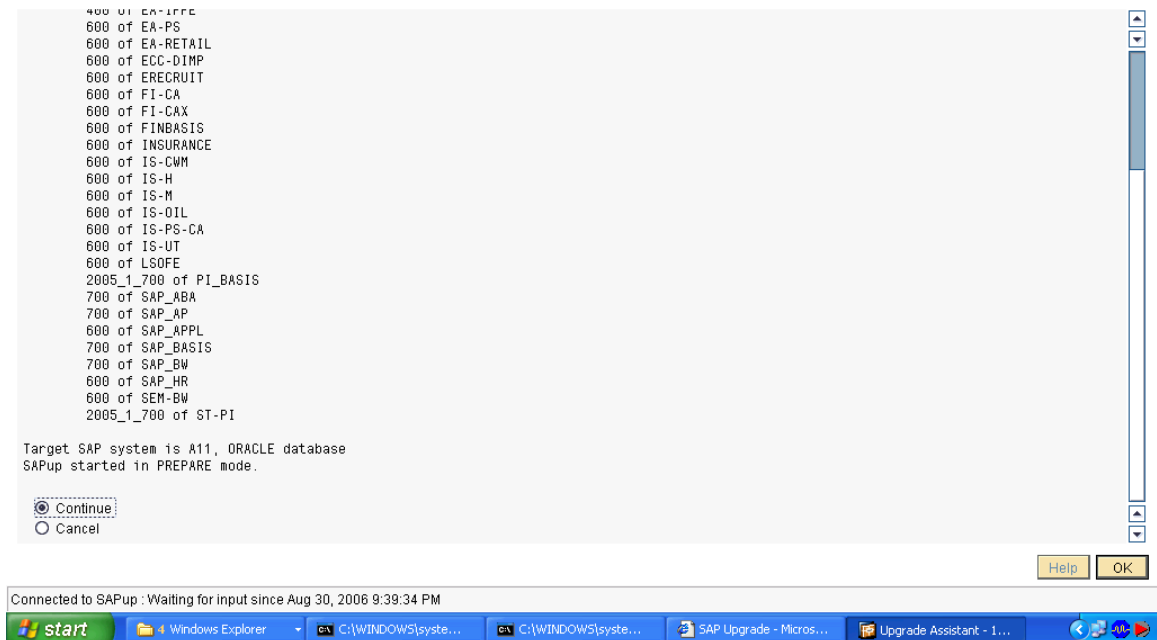 400 of EA-IPPE
600 of EA-PS
600 of EA-RETAIL
600 of ECC-DIMP
600 of ERECRUIT
600 of FI-CA
600 of FI-CAX
600 of FINBASIS
600 of INSURANCE
600 of IS-CWM
600 of IS-H
600 of IS-M
600 of IS-OIL
600 of IS-PS-CA
600 of IS-UT
600 of LSOFE
2005_1_700 of PI_BASIS
700 of SAP_ABA
700 of SAP_AP
600 of SAP_APPL
700 of SAP_BASIS
700 of SAP_BW
600 of SAP_HR
600 of SEM-BW
2005_1_700 of ST-PI
Target SAP system is A11, ORACLE database
SAPup started in PREPARE mode.
Continue
Cancel
Help OK
Connected to SAPup : Waiting for input since Aug 30, 2006 9:39:34 PM
start 4 Windows Explorer C:\WINDOWS\syste... C:\WINDOWS\syste... SAP Upgrade - Micros... Upgrade Assistant - 1...